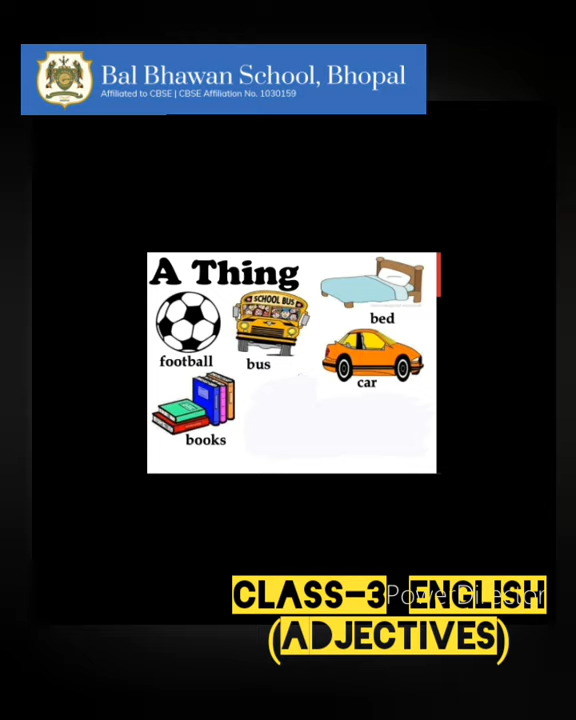 Bal Bhawan School, Bhopal
Affiliated to CBSE | CBSE Affiliation No. 1030159
A Thing
SCHOOL BUS
bed
football
bus
car
books
CLASS-3 ENGLISH
PowerDirector
(ADJECTIVES)